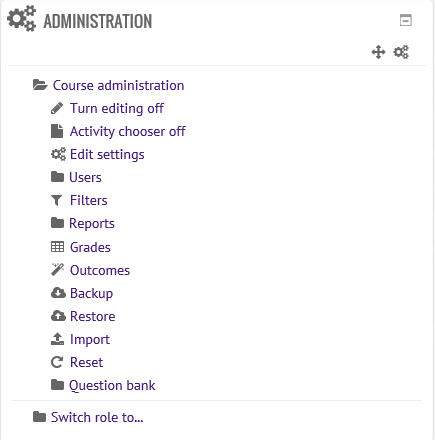 ADMINISTRATION
Course administration
Turn editing off
Activity chooser off
Edit settings
Users
Filters
Reports
Grades
Outcomes
Backup
Restore
Import
Reset
Question bank
Switch role to...